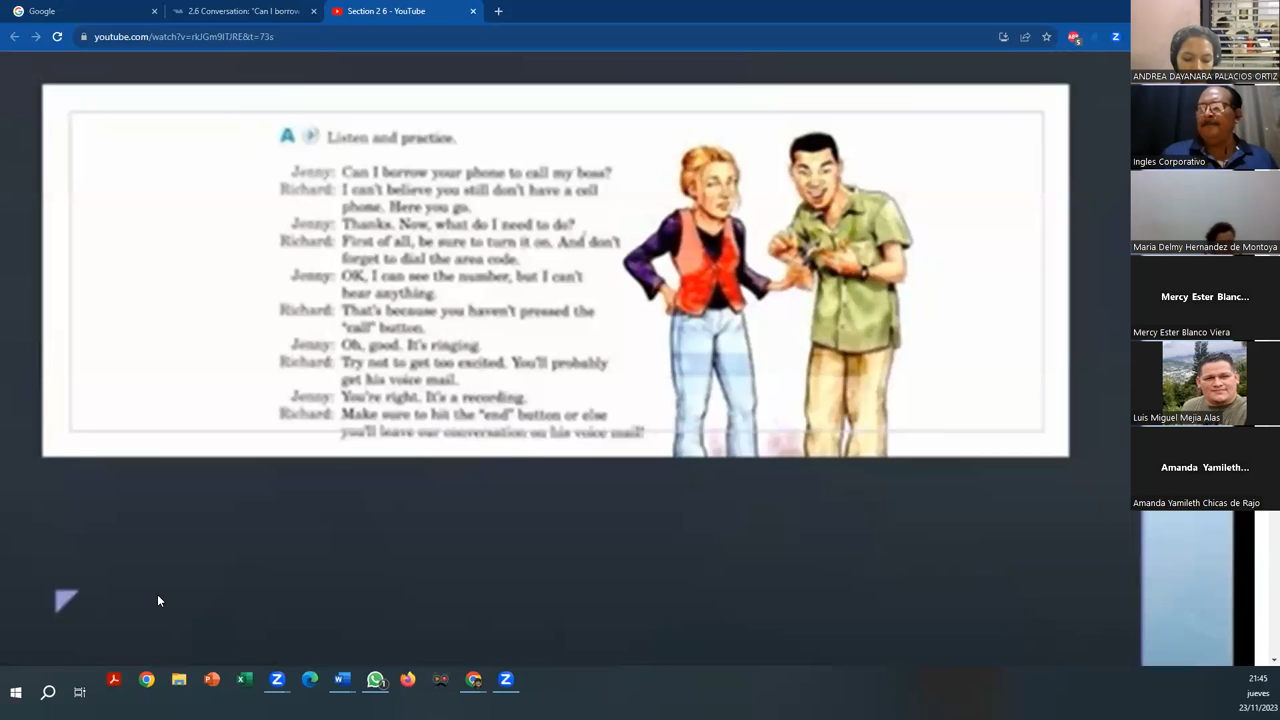 Google
2.6 Conversation: "Can I borrow
Section 2 6 - YouTube
youtube.com/watch?v=rkJGm9ITJRE&t=73s
A Listen and practice.
Jenny: Can I borrow your phone to call my boss?
Richard: I can't believe you still don't have a cell
phone. Here you go.
Jenny: Thanks. Now, what do I need to do?
Richard: First of all, be sure to turn it on. And don't
forget to dial the area code.
Jenny: OK, I can see the number, but I can't
hear anything.
Richard: That's because you haven't pressed the
"call" button.
Jenny: Oh, good. It's ringing.
Richard: Try not to get too excited. You'll probably
get his voice mail.
Jenny: You're right. It's a recording.
Richard: Make sure to hit the "end" button or else
you'll leave our conversation on his voice mail!
ANDREA DAYANARA PALACIOS ORTIZ
Ingles Corporativo
Maria Delmy Hernandez de Montoya
Mercy Ester Blanc...
Mercy Ester Blanco Viera
Luis Miguel Mejia Alas
Amanda Yamileth...
Amanda Yamileth Chicas de Rajo
21:45
jueves
23/11/2023